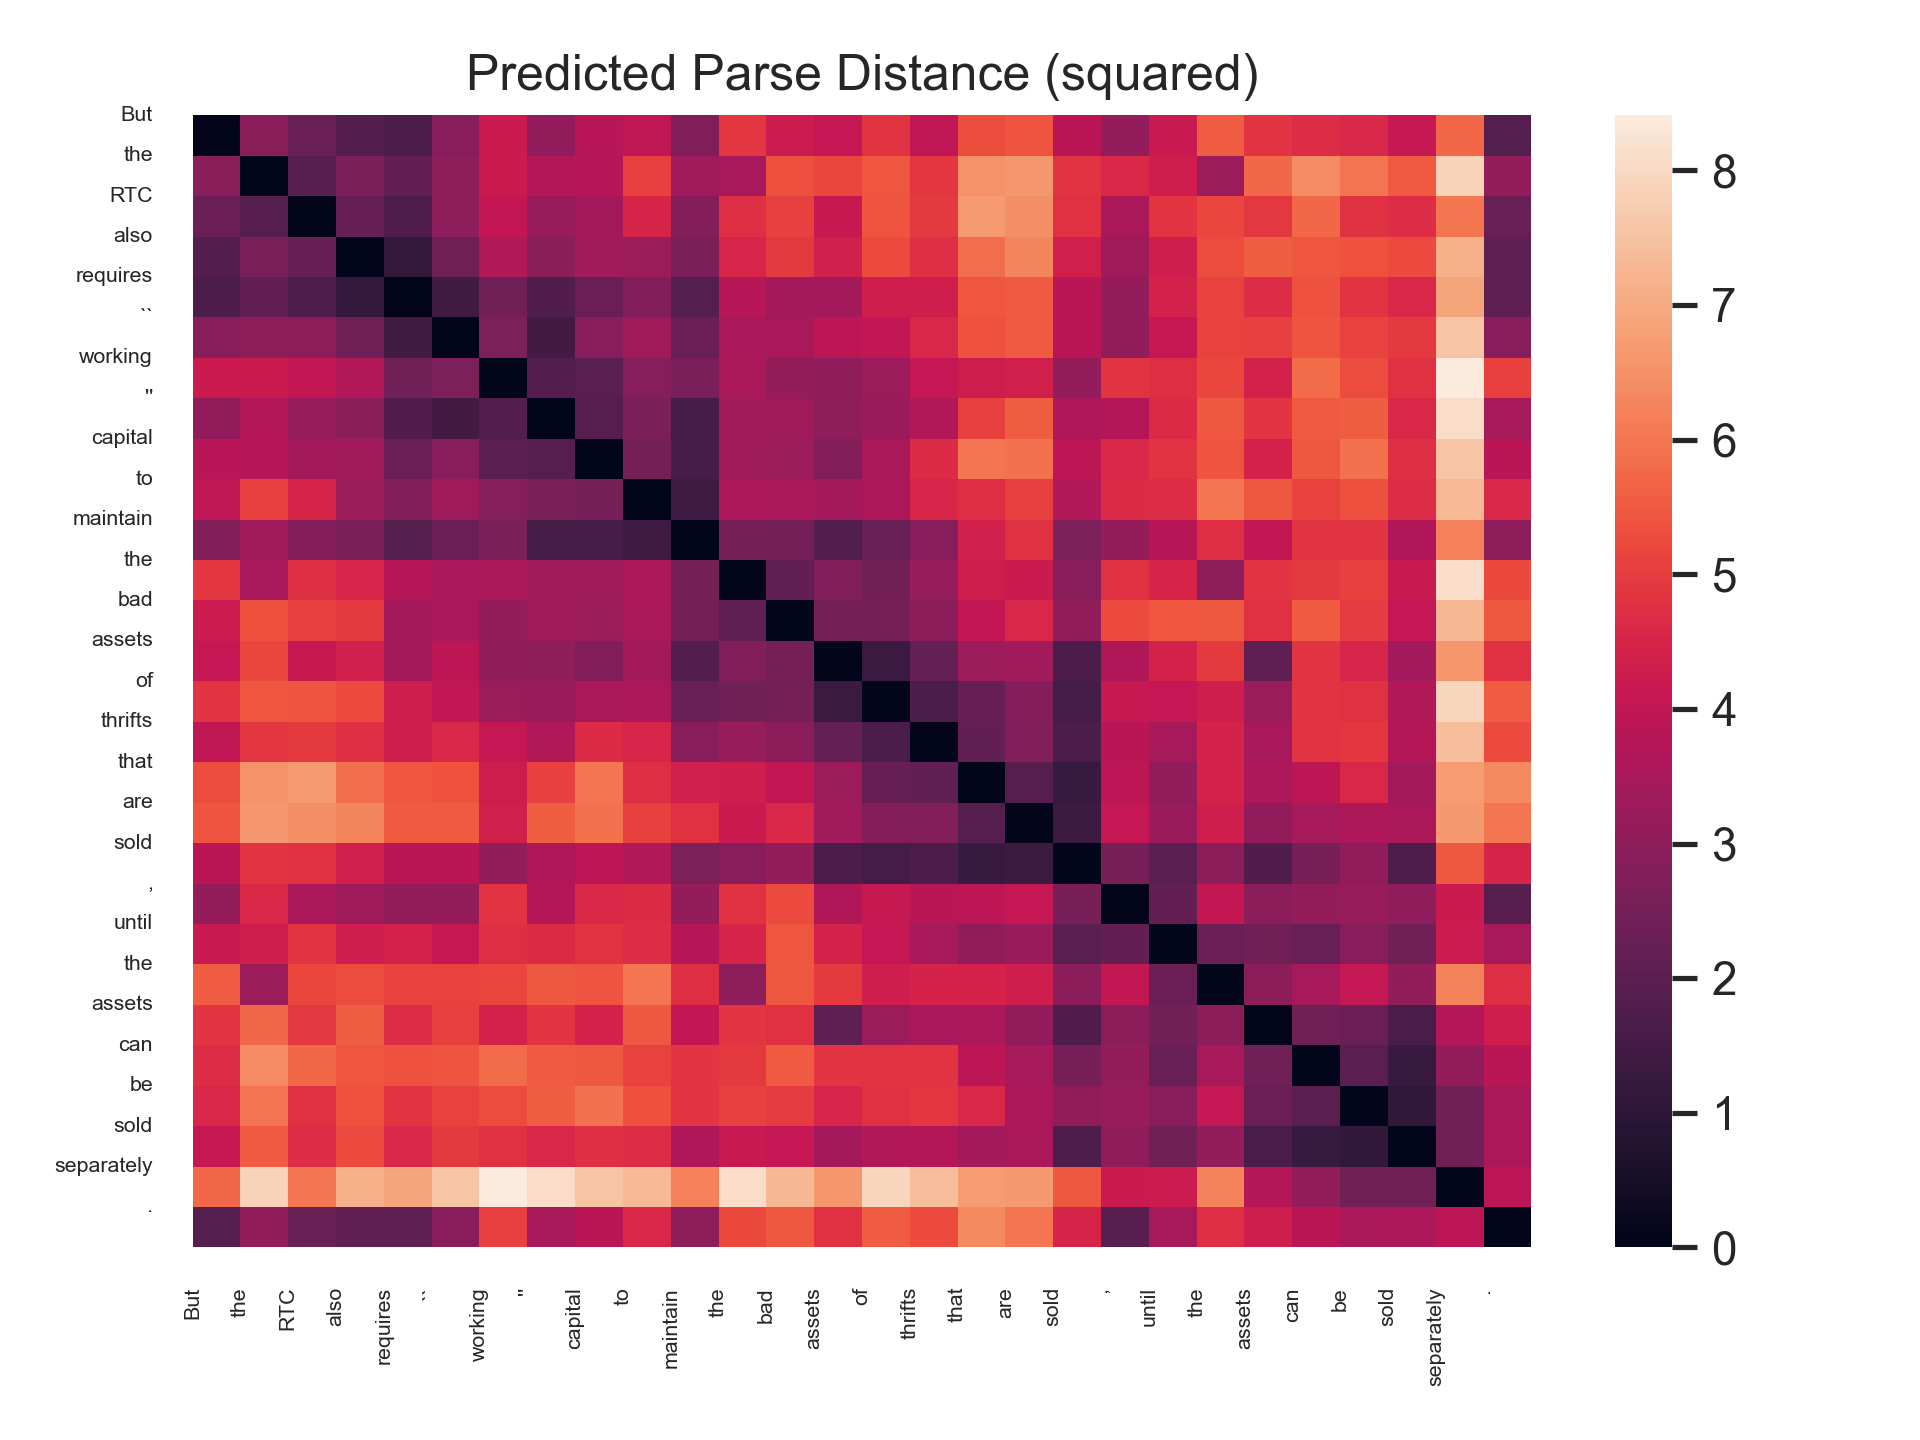 Predicted Parse Distance (squared)
But
the
RTC
also
requires
``
working
''
capital
to
maintain
the
bad
assets
of
thrifts
that
are
sold
,
until
the
assets
can
be
sold
separately
.
But the RTC also requires `` working '' capital to maintain the bad assets of thrifts that are sold , until the assets can be sold separately .
8
7
6
5
4
3
2
1
0